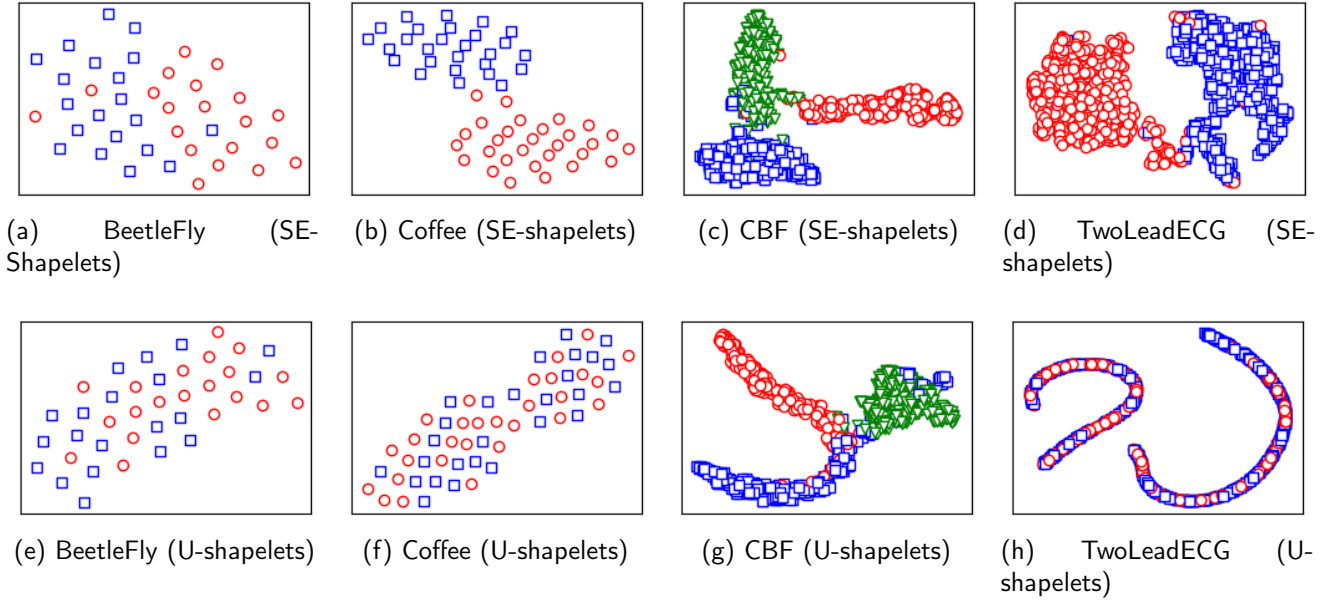 (a) BeetleFly (SE-
Shapelets)
(b) Coffee (SE-shapelets)
(c) CBF (SE-shapelets)
(d) TwoLeadECG (SE-
shapelets)
(e) BeetleFly (U-shapelets)
(f) Coffee (U-shapelets)
(g) CBF (U-shapelets)
(h) TwoLeadECG (U-
shapelets)